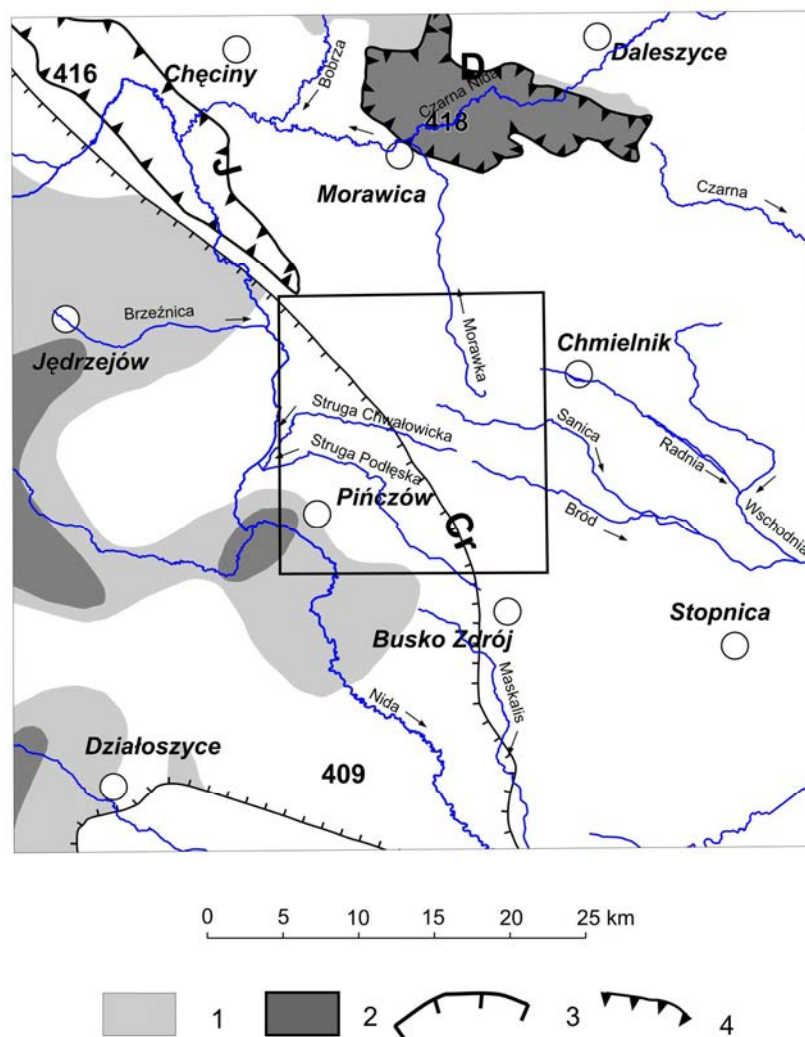 416
Chęciny
Bobrza
D
Daleszyce
Czarna Nida
418
J
Morawica
Czarna
Brzeźnica
Jędrzejów
Morawka
Chmielnik
Struga Chwałowicka
Sanica
Struga Podłęska
Radnia
Pińczów
Bród
Wschodnia
Cr
Busko Zdrój
Stopnica
Nida
Maskalis
Działoszyce
409
0 5 10 15 20 25 km
1 2 3 4